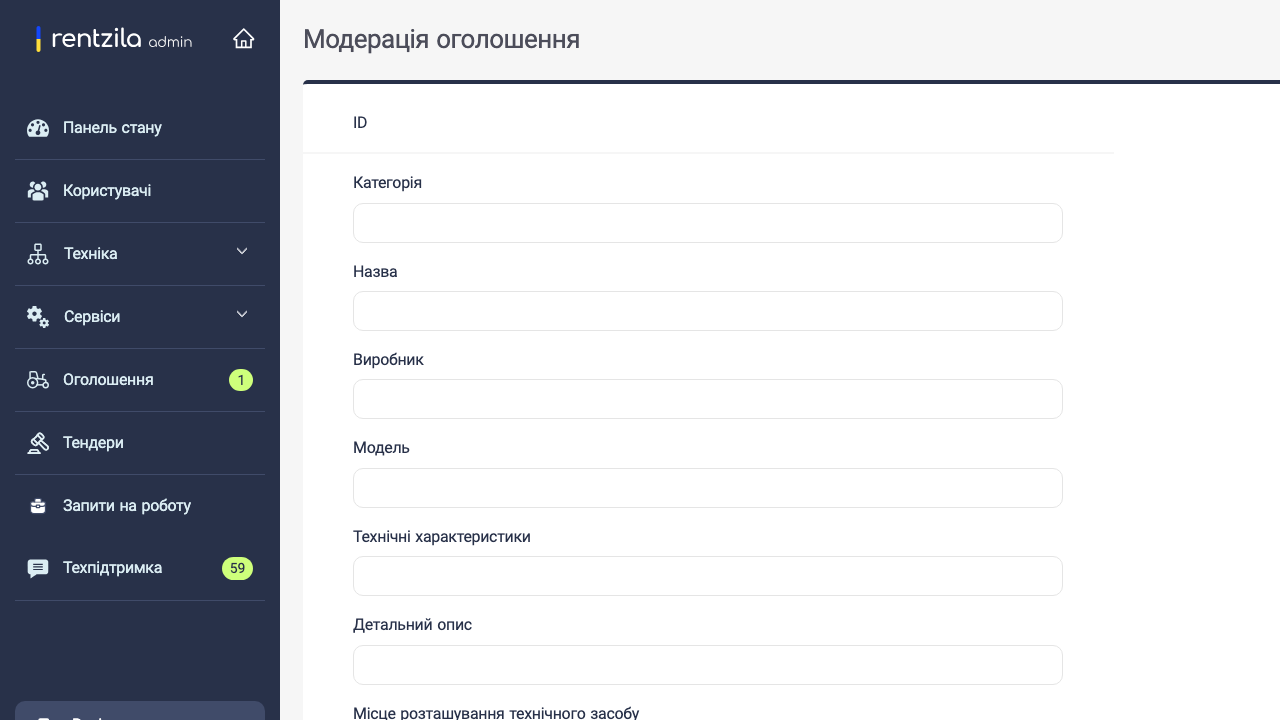 rentzila admin
Панель стану
Користувачі
Техніка
Сервіси
Оголошення 1
Тендери
Запити на роботу
Техпідтримка 59
Модерація оголошення
ID
Категорія
Назва
Виробник
Модель
Технічні характеристики
Детальний опис
Місце розташування технічного засобу